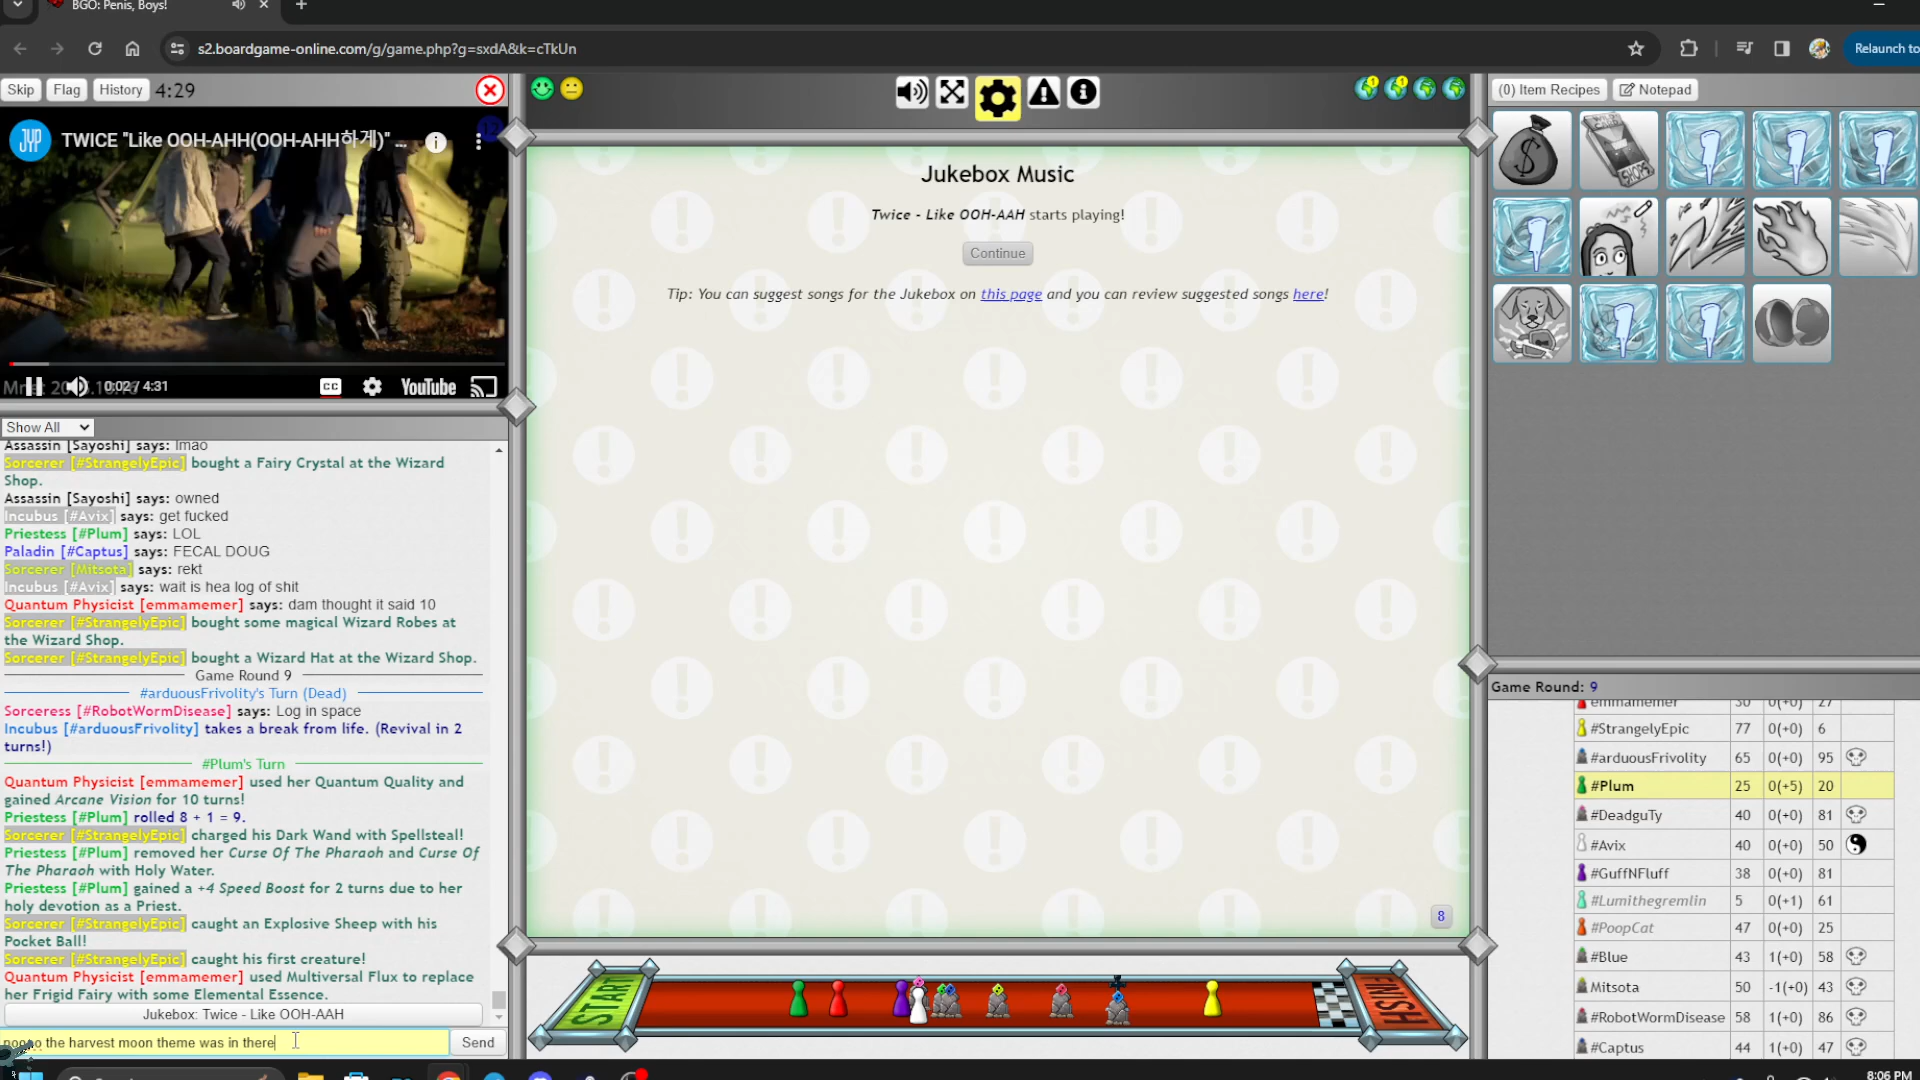 BGO: Penis, Boys!
s2.boardgame-online.com/g/game.php?g=sxdA&k=cTkUn
Relaunch to
Skip
Flag
History
4:29
12
JYP
TWICE "Like OOH-AHH(OOH-AHH하게)" ...
0:02 / 4:31
CC
YouTube
Show All
Assassin [Sayoshi] says: lmao
Sorcerer [#StrangelyEpic] bought a Fairy Crystal at the Wizard
Shop.
Assassin [Sayoshi] says: owned
Incubus [#Avix] says: get fucked
Priestess [#Plum] says: LOL
Paladin [#Captus] says: FECAL DOUG
Sorcerer [Mitsota] says: rekt
Incubus [#Avix] says: wait is hea log of shit
Quantum Physicist [emmamemer] says: dam thought it said 10
Sorcerer [#StrangelyEpic] bought some magical Wizard Robes at
the Wizard Shop.
Sorcerer [#StrangelyEpic] bought a Wizard Hat at the Wizard Shop.
Game Round 9
#arduousFrivolity's Turn (Dead)
Sorceress [#RobotWormDisease] says: Log in space
Incubus [#arduousFrivolity] takes a break from life. (Revival in 2
turns!)
#Plum's Turn
Quantum Physicist [emmamemer] used her Quantum Quality and
gained Arcane Vision for 10 turns!
Priestess [#Plum] rolled 8 + 1 = 9.
Sorcerer [#StrangelyEpic] charged his Dark Wand with Spellsteal!
Priestess [#Plum] removed her Curse Of The Pharaoh and Curse Of
The Pharaoh with Holy Water.
Priestess [#Plum] gained a +4 Speed Boost for 2 turns due to her
holy devotion as a Priest.
Sorcerer [#StrangelyEpic] caught an Explosive Sheep with his
Pocket Ball!
Sorcerer [#StrangelyEpic] caught his first creature!
Quantum Physicist [emmamemer] used Multiversal Flux to replace
her Frigid Fairy with some Elemental Essence.
Jukebox: Twice - Like OOH-AAH
the harvest moon theme was in there
Send
Jukebox Music
Twice - Like OOH-AAH starts playing!
Continue
Tip: You can suggest songs for the Jukebox on this page and you can review suggested songs here!
8
START
FINISH
1
1
(0) Item Recipes
Notepad
$
Game Round: 9
emmamemer 30 0(+0) 27
#StrangelyEpic 77 0(+0) 6
#arduousFrivolity 65 0(+0) 95
#Plum 25 0(+5) 20
#DeadguTy 40 0(+0) 81
#Avix 40 0(+0) 50
#GuffNFluff 38 0(+0) 81
#Lumithegremlin 5 0(+1) 61
#PoopCat 47 0(+0) 25
#Blue 43 1(+0) 58
Mitsota 50 -1(+0) 43
#RobotWormDisease 58 1(+0) 86
#Captus 44 1(+0) 47
8:06 PM